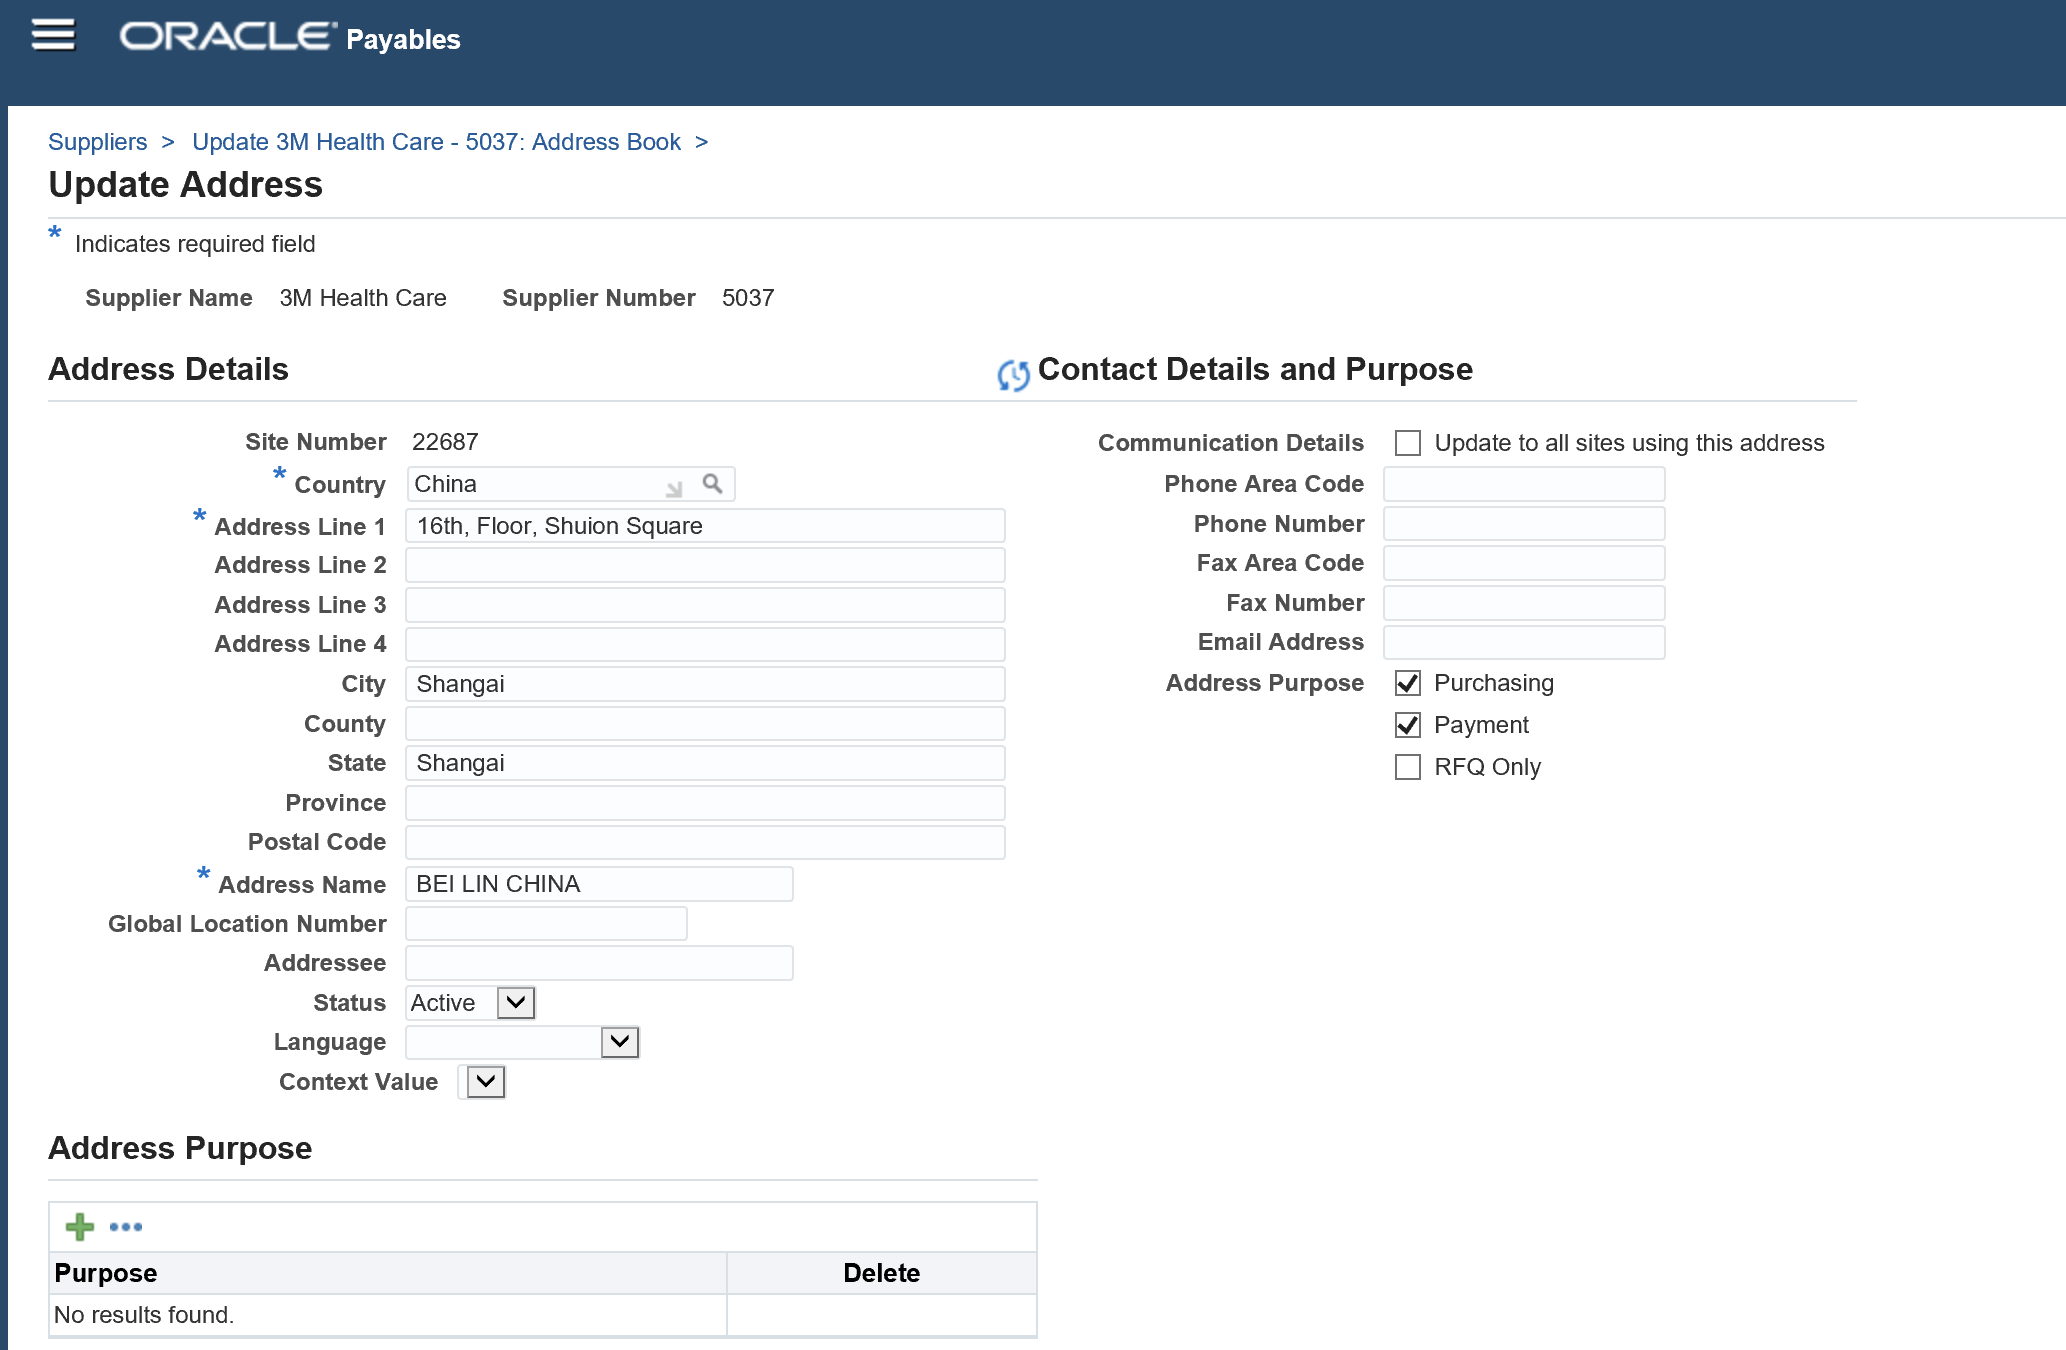 ORACLE Payables
Suppliers > Update 3M Health Care - 5037: Address Book >
Update Address
* Indicates required field
Supplier Name 3M Health Care Supplier Number 5037
Address Details
Site Number 22687
* Country China
* Address Line 1 16th, Floor, Shuion Square
Address Line 2
Address Line 3
Address Line 4
City Shangai
County
State Shangai
Province
Postal Code
* Address Name BEI LIN CHINA
Global Location Number
Addressee
Status Active
Language
Context Value
Contact Details and Purpose
Communication Details Update to all sites using this address
Phone Area Code
Phone Number
Fax Area Code
Fax Number
Email Address
Address Purpose Purchasing
Payment
RFQ Only
Address Purpose
Purpose Delete
No results found.